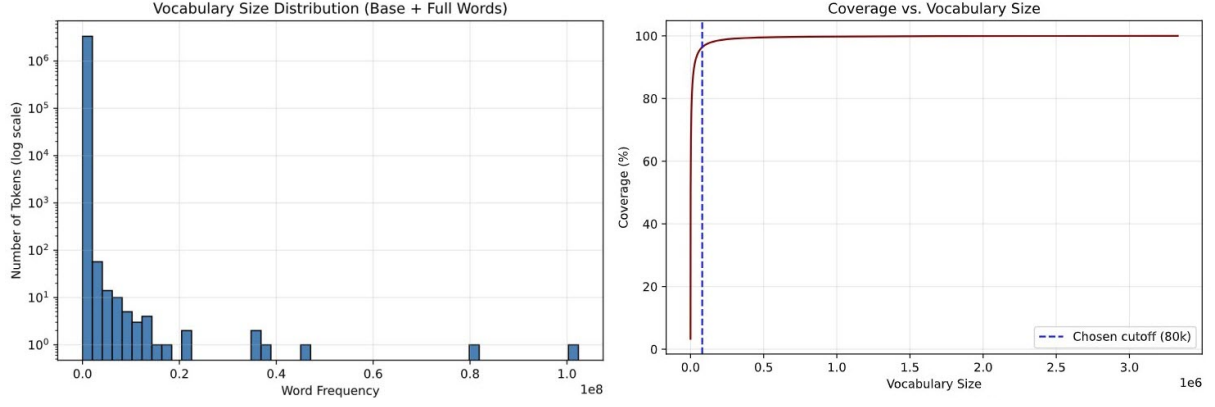 Vocabulary Size Distribution (Base + Full Words)
Number of Tokens (log scale)
10^6
10^5
10^4
10^3
10^2
10^1
10^0
0.0 0.2 0.4 0.6 0.8 1.0
1e8
Word Frequency
Coverage vs. Vocabulary Size
Coverage (%)
100
80
60
40
20
0
Chosen cutoff (80k)
0.0 0.5 1.0 1.5 2.0 2.5 3.0
1e6
Vocabulary Size